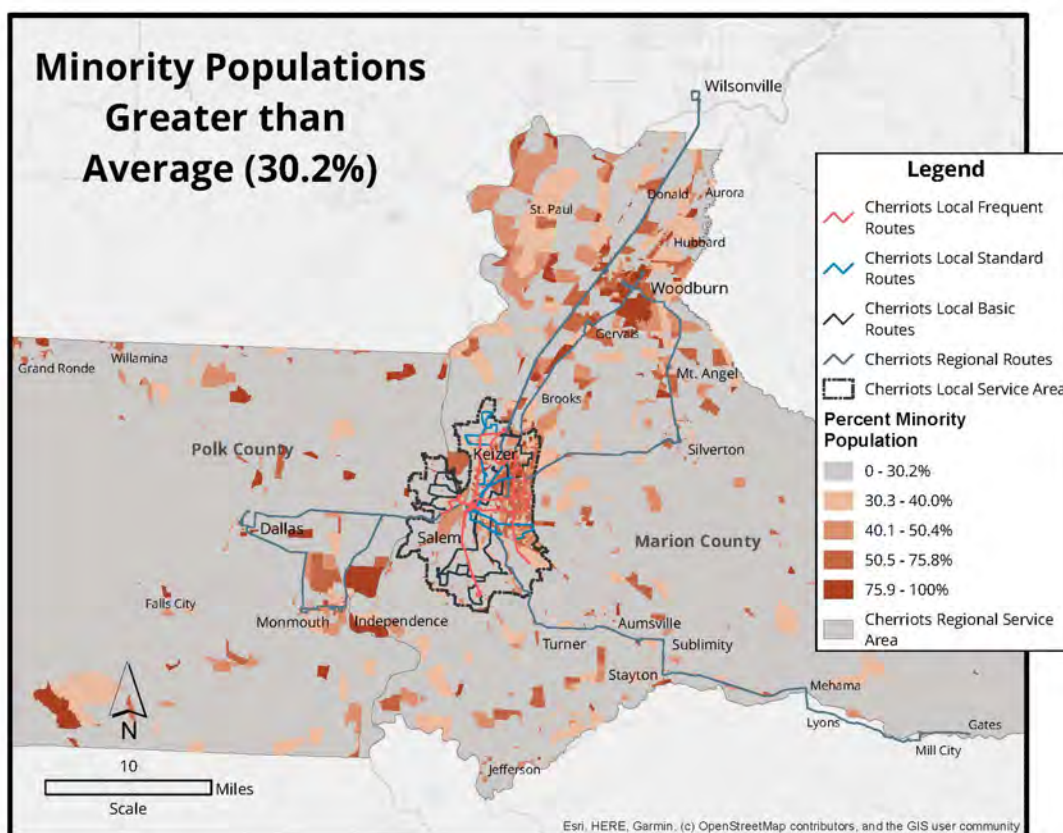 Minority Populations
Greater than
Average (30.2%)
Wilsonville
Donald
Aurora
St. Paul
Hubbard
Woodburn
Gervais
Mt. Angel
Brooks
Willamina
Grand Ronde
Polk County
Keizer
Silverton
Dallas
Salem
Marion County
Falls City
Monmouth
Independence
Turner
Aumsville
Sublimity
Stayton
Mehama
Lyons
Gates
Mill City
Jefferson
N
10
Miles
Scale
Legend
Cherriots Local Frequent
Routes
Cherriots Local Standard
Routes
Cherriots Local Basic
Routes
Cherriots Regional Routes
Cherriots Local Service Area
Percent Minority
Population
0 - 30.2%
30.3 - 40.0%
40.1 - 50.4%
50.5 - 75.8%
75.9 - 100%
Cherriots Regional Service
Area
Esri, HERE, Garmin, (c) OpenStreetMap contributors, and the GIS user community